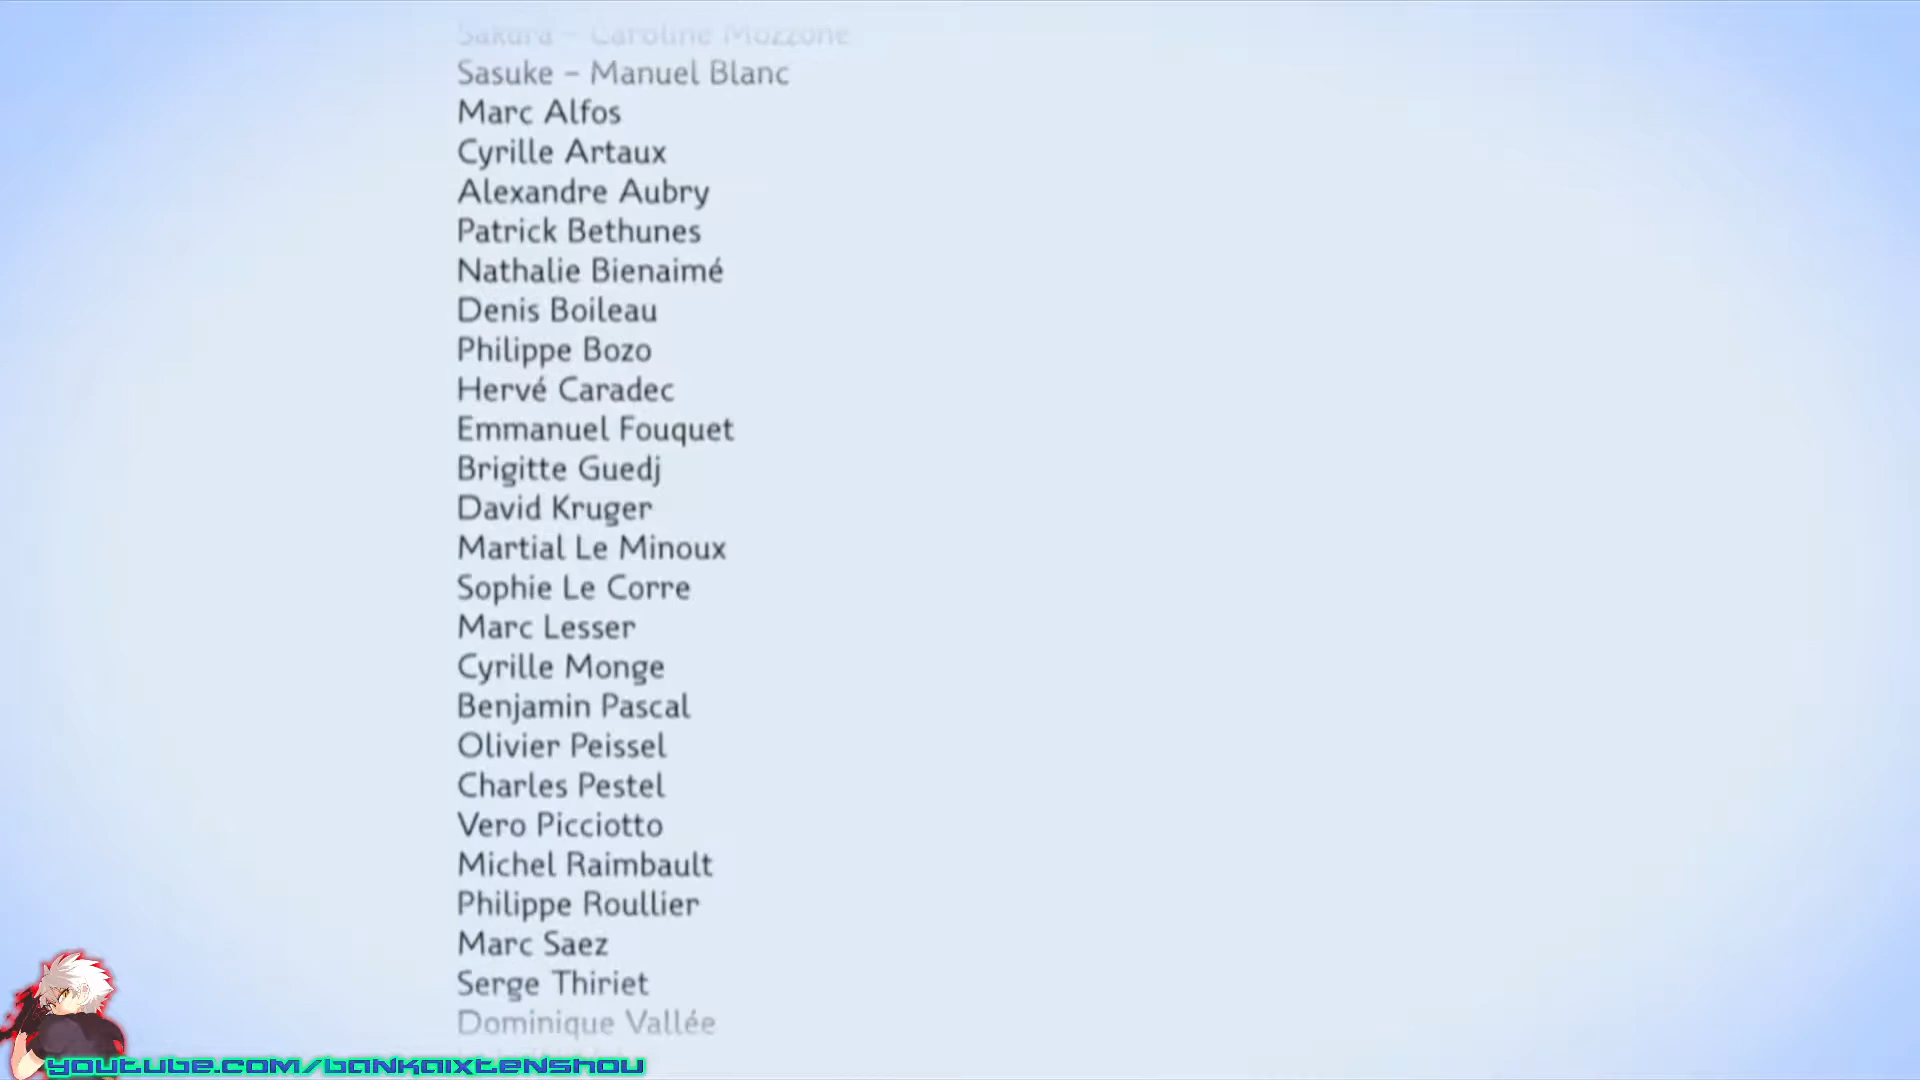 Sakura – Caroline Mozzone
Sasuke – Manuel Blanc
Marc Alfos
Cyrille Artaux
Alexandre Aubry
Patrick Bethunes
Nathalie Bienaimé
Denis Boileau
Philippe Bozo
Hervé Caradec
Emmanuel Fouquet
Brigitte Guedj
David Kruger
Martial Le Minoux
Sophie Le Corre
Marc Lesser
Cyrille Monge
Benjamin Pascal
Olivier Peissel
Charles Pestel
Vero Picciotto
Michel Raimbault
Philippe Roullier
Marc Saez
Serge Thiriet
Dominique Vallée
youtube.com/bankaixtenshou